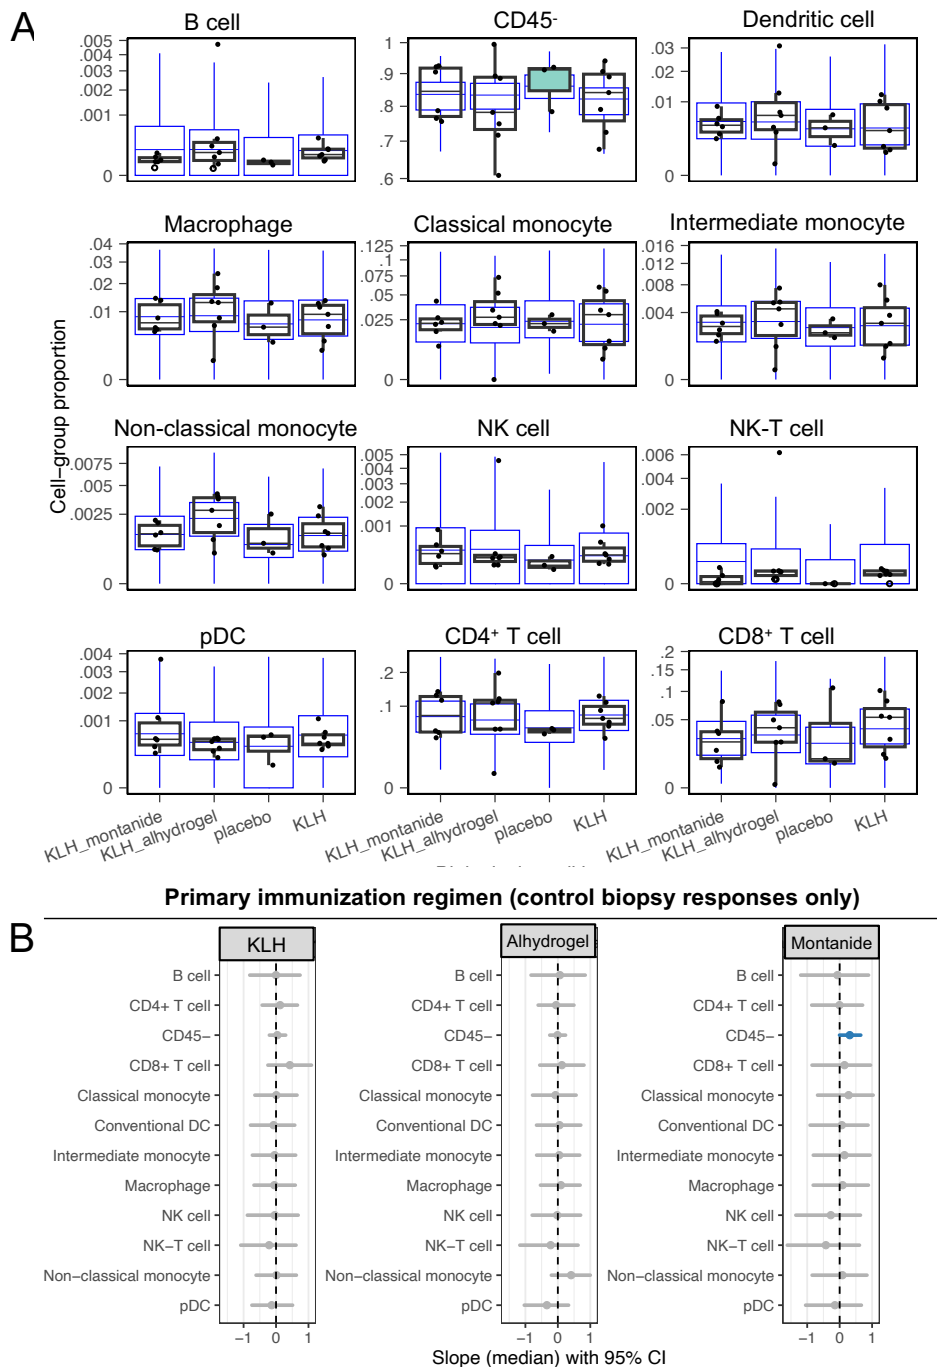 A
B cell
CD45-
Dendritic cell
.005
.004
.003
.002
.001
0
1
.9
.8
.7
.6
.03
.02
.01
0
Macrophage
Classical monocyte
Intermediate monocyte
.04
.03
.02
.01
0
.125
.1
.075
.05
.025
0
.016
.012
.008
.004
0
Cell-group proportion
Non-classical monocyte
NK cell
NK-T cell
.0075
.005
.0025
0
.005
.004
.003
.002
.001
0
.006
.004
.002
0
pDC
CD4+ T cell
CD8+ T cell
.004
.003
.002
.001
0
.2
.1
0
.2
.15
.1
.05
0
KLH_montanide
KLH_alhydrogel
placebo
KLH
KLH_montanide
KLH_alhydrogel
placebo
KLH
KLH_montanide
KLH_alhydrogel
placebo
KLH
Primary immunization regimen (control biopsy responses only)
B
KLH
B cell
CD4+ T cell
CD45−
CD8+ T cell
Classical monocyte
Conventional DC
Intermediate monocyte
Macrophage
NK cell
NK−T cell
Non−classical monocyte
pDC
−1 0 1
Alhydrogel
B cell
CD4+ T cell
CD45−
CD8+ T cell
Classical monocyte
Conventional DC
Intermediate monocyte
Macrophage
NK cell
NK−T cell
Non−classical monocyte
pDC
−1 0 1
Montanide
B cell
CD4+ T cell
CD45−
CD8+ T cell
Classical monocyte
Conventional DC
Intermediate monocyte
Macrophage
NK cell
NK−T cell
Non−classical monocyte
pDC
−1 0 1
Slope (median) with 95% CI